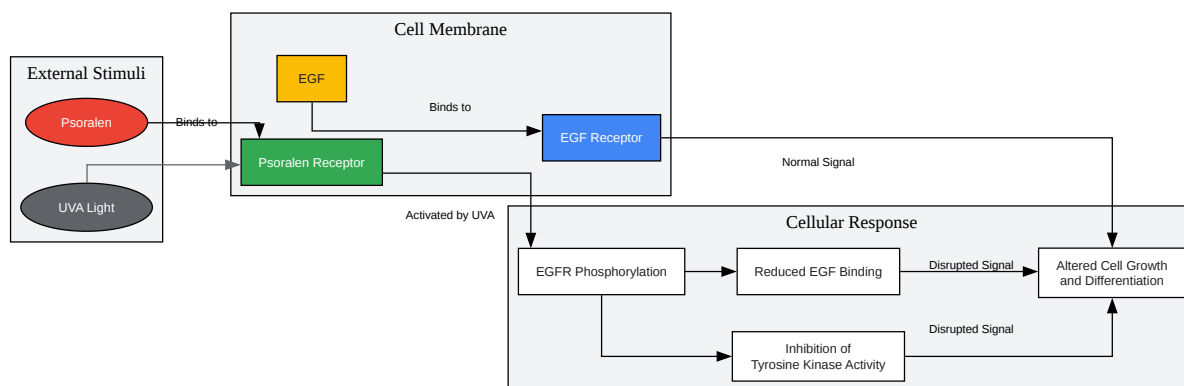 Cell Membrane
External Stimuli
EGF
Binds to
Psoralen
Binds to
EGF Receptor
Psoralen Receptor
Normal Signal
UVA Light
Activated by UVA
Cellular Response
EGFR Phosphorylation
Reduced EGF Binding
Disrupted Signal
Altered Cell Growth
and Differentiation
Disrupted Signal
Inhibition of
Tyrosine Kinase Activity